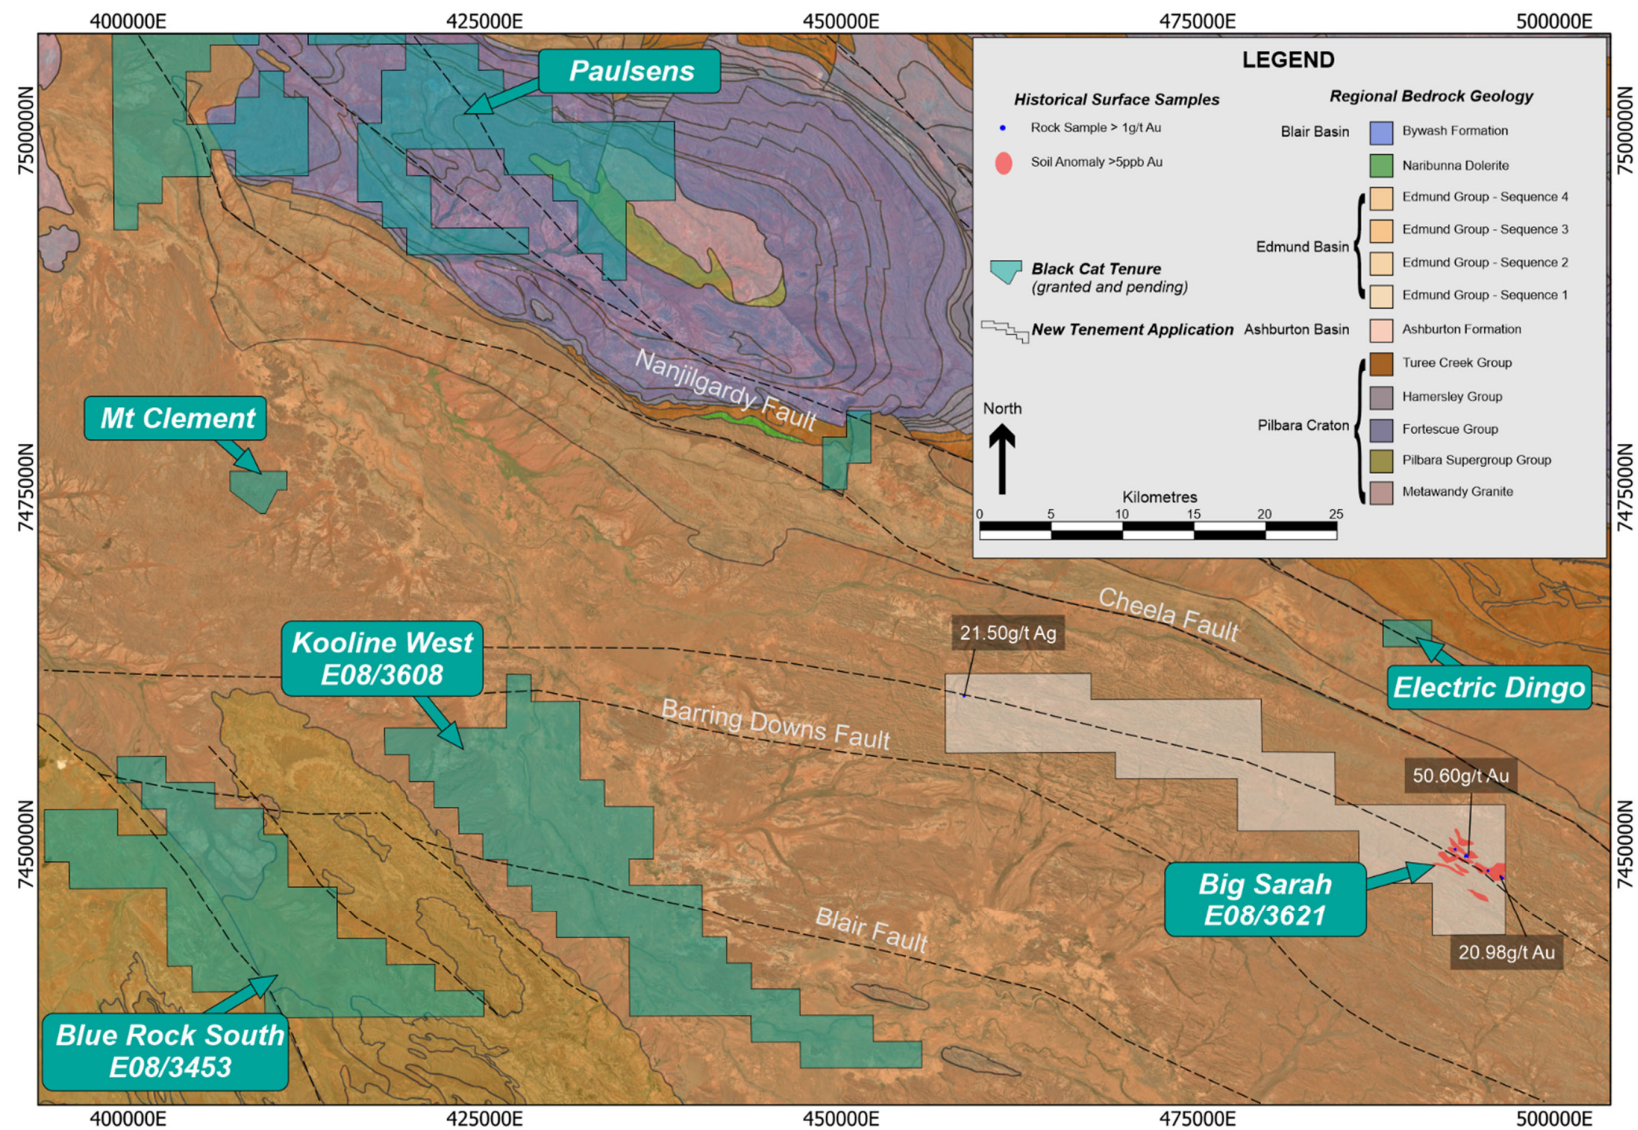 400000E 425000E 450000E 475000E 500000E
7500000N
7475000N
7450000N
Paulsens
Mt Clement
Nanjilgardy Fault
Kooline West
E08/3608
Barring Downs Fault
Cheela Fault
21.50g/t Ag
Electric Dingo
50.60g/t Au
Big Sarah
E08/3621
20.98g/t Au
Blair Fault
Blue Rock South
E08/3453
LEGEND
Historical Surface Samples
Rock Sample > 1g/t Au
Soil Anomaly >5ppb Au
Black Cat Tenure
(granted and pending)
New Tenement Application
North
Kilometres
0 5 10 15 20 25
Regional Bedrock Geology
Blair Basin
Bywash Formation
Naribunna Dolerite
Edmund Basin
Edmund Group - Sequence 4
Edmund Group - Sequence 3
Edmund Group - Sequence 2
Edmund Group - Sequence 1
Ashburton Basin
Ashburton Formation
Pilbara Craton
Turee Creek Group
Hamersley Group
Fortescue Group
Pilbara Supergroup Group
Metawandy Granite
7500000N
7475000N
7450000N
400000E 425000E 450000E 475000E 500000E